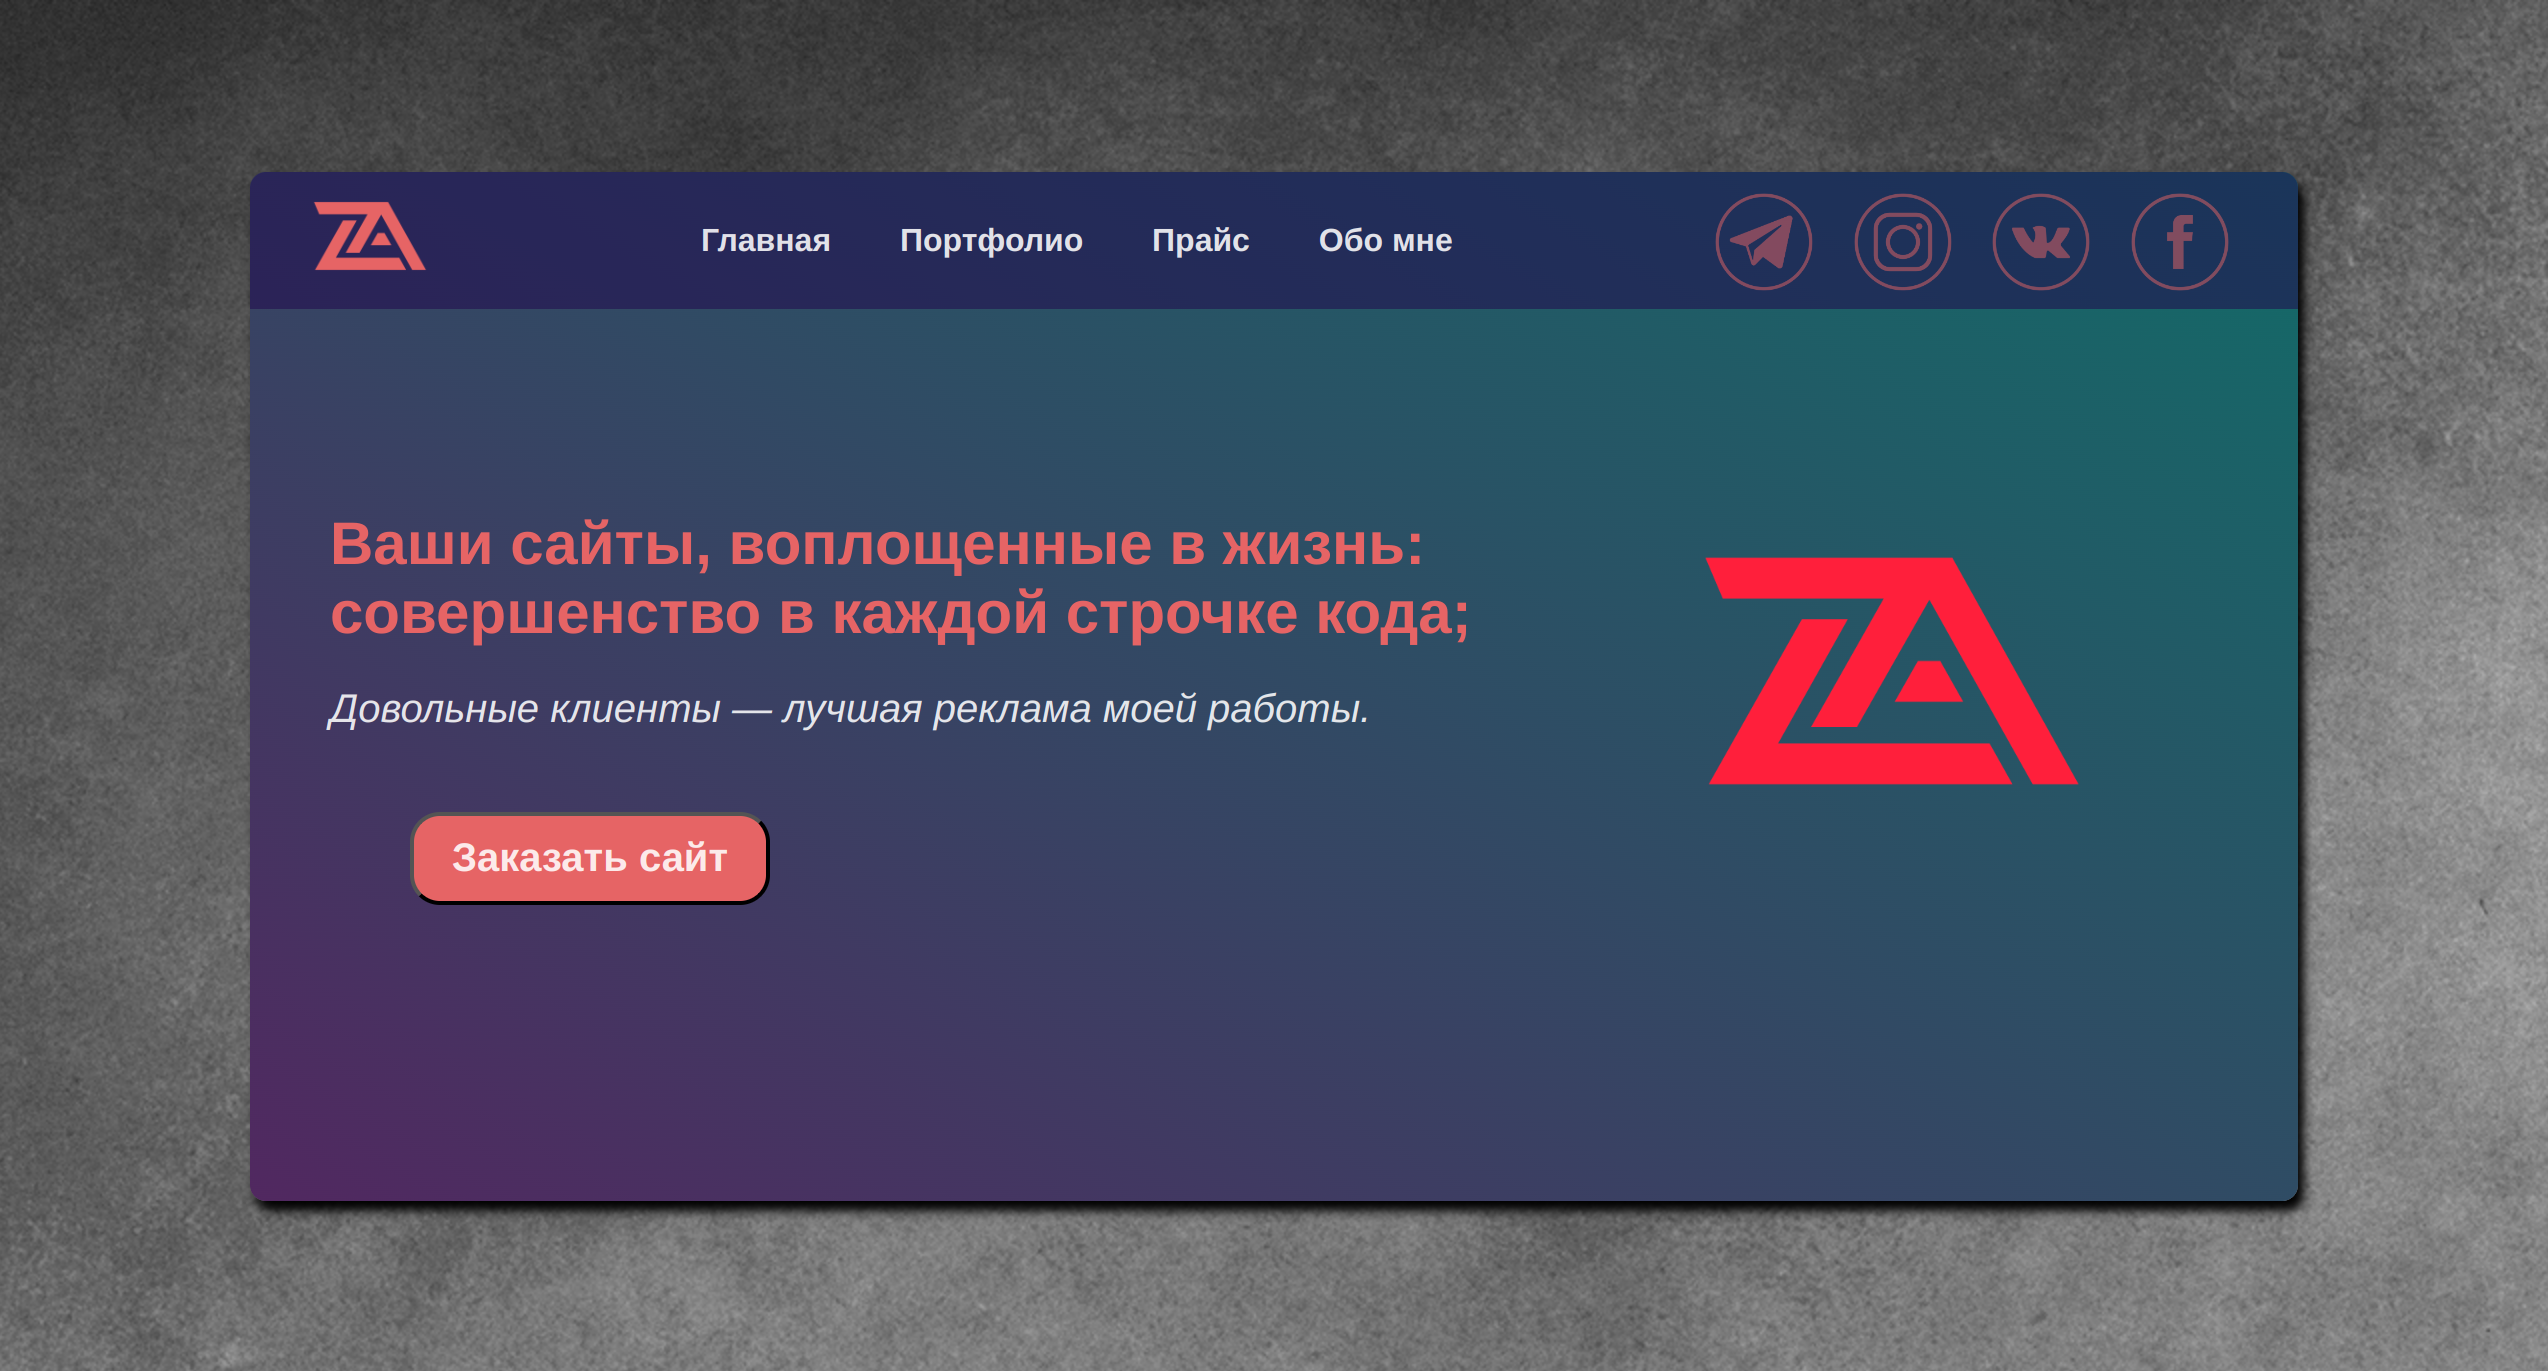 ZA
Главная
Портфолио
Прайс
Обо мне
Ваши сайты, воплощенные в жизнь:
совершенство в каждой строчке кода;
Довольные клиенты — лучшая реклама моей работы.
Заказать сайт
ZA